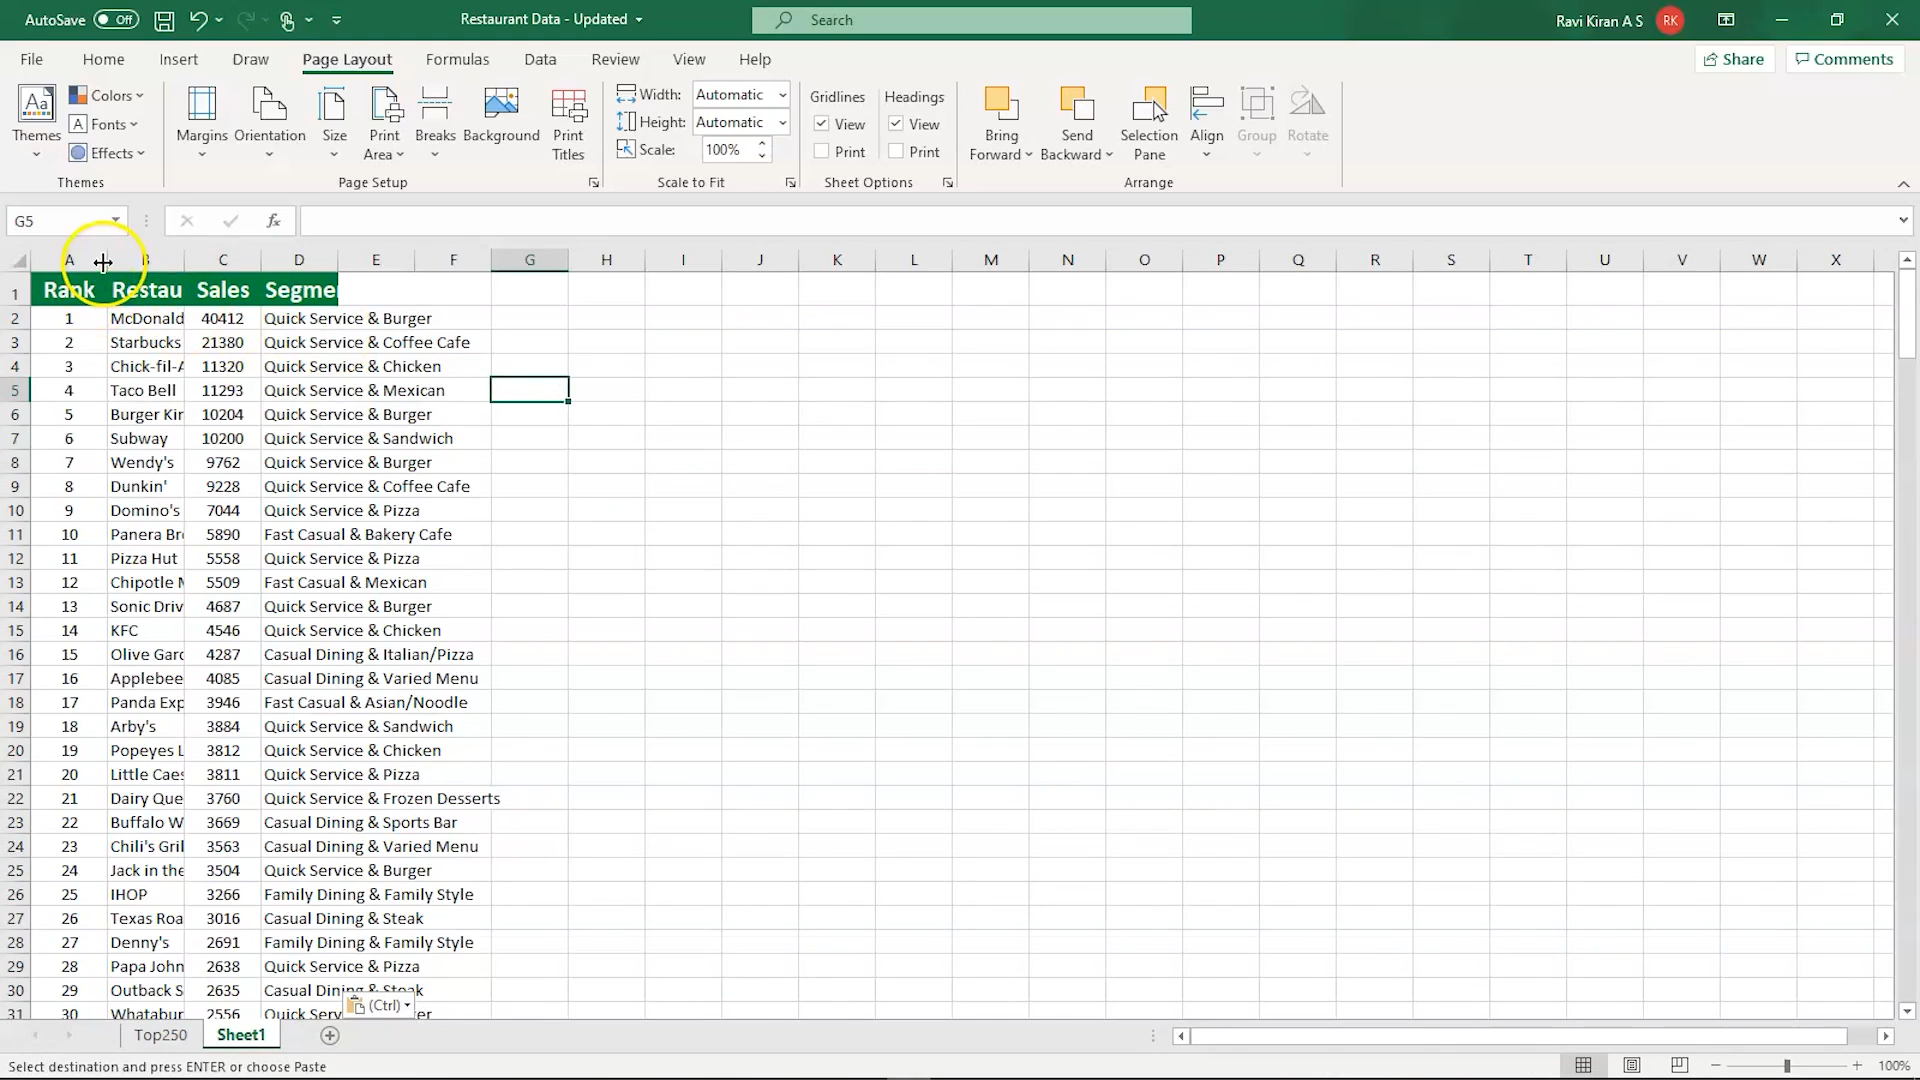 AutoSave Off Restaurant Data - Updated Search Ravi Kiran A S RK
File Home Insert Draw Page Layout Formulas Data Review View Help Share Comments
Themes Colors Fonts Effects
Themes
Margins Orientation Size Print Area Breaks Background Print Titles
Page Setup
Width: Automatic
Height: Automatic
Scale: 100%
Scale to Fit
Gridlines Headings
View View
Print Print
Sheet Options
Bring Forward Send Backward Selection Pane Align Group Rotate
Arrange
G5 fx
A B C D E F G H I J K L M N O P Q R S T U V W X
1 Rank Restau Sales Segmen
2 1 McDonald 40412 Quick Service & Burger
3 2 Starbucks 21380 Quick Service & Coffee Cafe
4 3 Chick-fil-A 11320 Quick Service & Chicken
5 4 Taco Bell 11293 Quick Service & Mexican
6 5 Burger Kin 10204 Quick Service & Burger
7 6 Subway 10200 Quick Service & Sandwich
8 7 Wendy's 9762 Quick Service & Burger
9 8 Dunkin' 9228 Quick Service & Coffee Cafe
10 9 Domino's 7044 Quick Service & Pizza
11 10 Panera Bre 5890 Fast Casual & Bakery Cafe
12 11 Pizza Hut 5558 Quick Service & Pizza
13 12 Chipotle M 5509 Fast Casual & Mexican
14 13 Sonic Driv 4687 Quick Service & Burger
15 14 KFC 4546 Quick Service & Chicken
16 15 Olive Gard 4287 Casual Dining & Italian/Pizza
17 16 Applebee 4085 Casual Dining & Varied Menu
18 17 Panda Exp 3946 Fast Casual & Asian/Noodle
19 18 Arby's 3884 Quick Service & Sandwich
20 19 Popeyes L 3812 Quick Service & Chicken
21 20 Little Caes 3811 Quick Service & Pizza
22 21 Dairy Que 3760 Quick Service & Frozen Desserts
23 22 Buffalo W 3669 Casual Dining & Sports Bar
24 23 Chili's Gril 3563 Casual Dining & Varied Menu
25 24 Jack in the 3504 Quick Service & Burger
26 25 IHOP 3266 Family Dining & Family Style
27 26 Texas Roa 3016 Casual Dining & Steak
28 27 Denny's 2691 Family Dining & Family Style
29 28 Papa John 2638 Quick Service & Pizza
30 29 Outback S 2635 Casual Dining & Steak
31 30 Whatabur 2556 Quick Serv (Ctrl) er
Top250 Sheet1
Select destination and press ENTER or choose Paste 100%